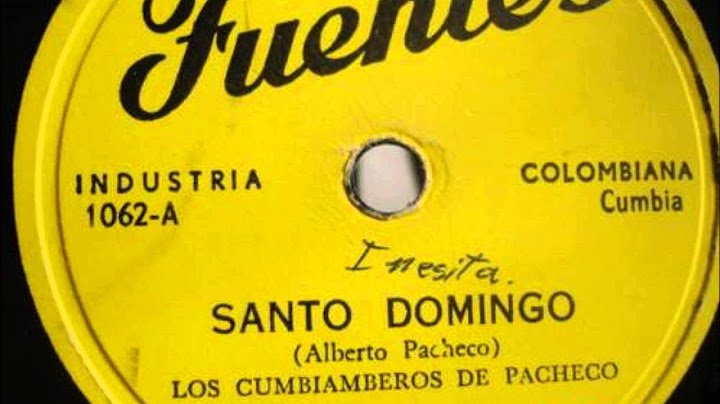 Fuentes
INDUSTRIA COLOMBIANA
1062-A Cumbia
Inesita.
SANTO DOMINGO
(Alberto Pacheco)
LOS CUMBIAMBEROS DE PACHECO